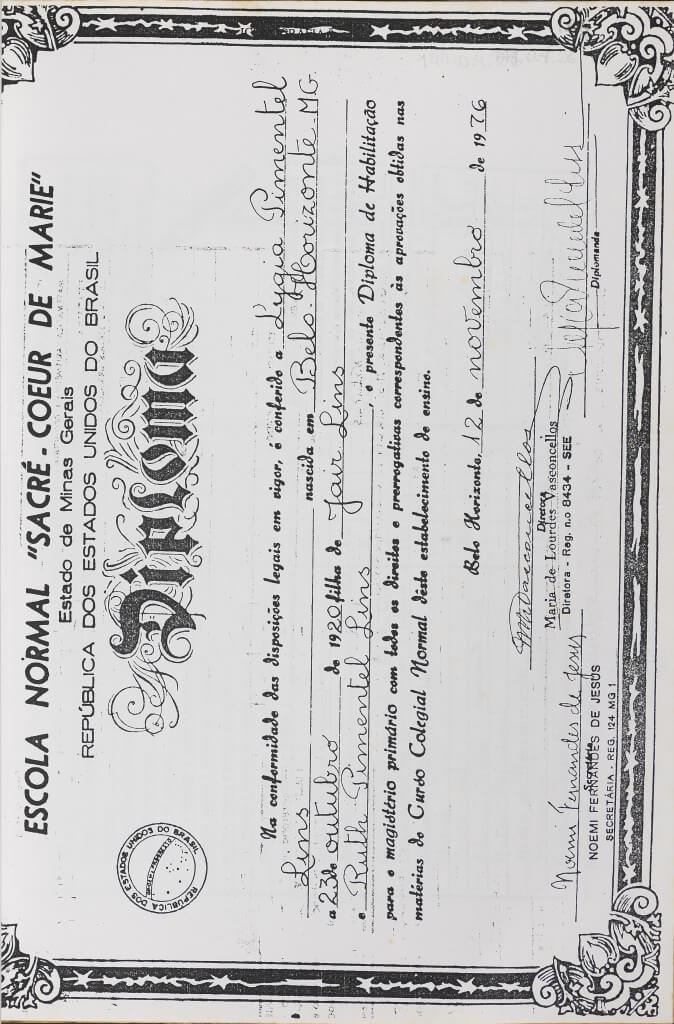 ESCOLA NORMAL "SACRÉ-COEUR DE MARIE"
Estado de Minas Gerais
REPÚBLICA DOS ESTADOS UNIDOS DO BRASIL
REPUBLICA DOS ESTADOS UNIDOS DO BRASIL
Diploma
Na conformidade das disposições legais em vigor, é conferido a Lygia Pimentel
Lins nascida em Belo Horizonte MG
a 23 de outubro de 1920 filha de Jair Lins
e Ruth Pimentel Lins, o presente Diploma de Habilitação
para o magistério primário com todos os direitos e prerrogativas correspondentes às aprovações obtidas nas
matérias do Curdo Colegial Normal dêste estabelecimento de ensino.
Belo Horizonte, 12 de novembro de 1976
MLVasconcellos
Diretora
Maria de Lourdes Vasconcellos
Diretora - Reg. n.o 8434 - SEE
Noemi Fernandes de Jesus
Secretária
NOEMI FERNANDES DE JESUS
SECRETÁRIA - REG. 124 MG 1
Diplomanda